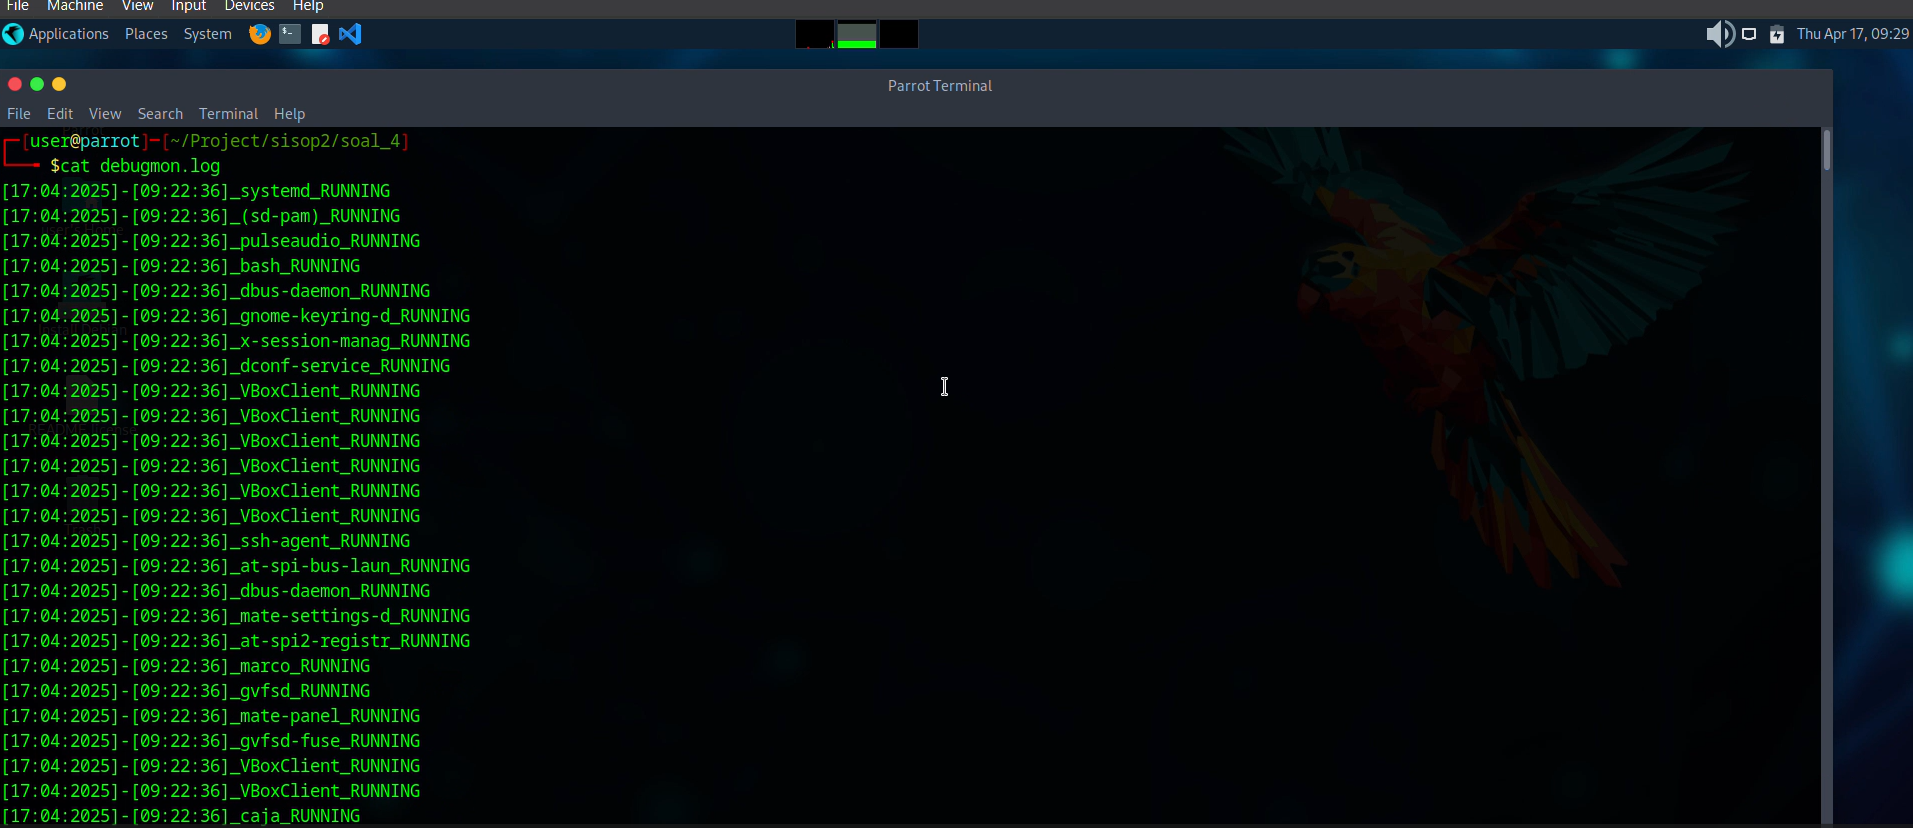 File Machine View Input Devices Help
Applications Places System Thu Apr 17, 09:29
Parrot Terminal
File Edit View Search Terminal Help
[user@parrot]─[~/Project/sisop2/soal_4]
$cat debugmon.log
[17:04:2025]-[09:22:36]_systemd_RUNNING
[17:04:2025]-[09:22:36]_(sd-pam)_RUNNING
[17:04:2025]-[09:22:36]_pulseaudio_RUNNING
[17:04:2025]-[09:22:36]_bash_RUNNING
[17:04:2025]-[09:22:36]_dbus-daemon_RUNNING
[17:04:2025]-[09:22:36]_gnome-keyring-d_RUNNING
[17:04:2025]-[09:22:36]_x-session-manag_RUNNING
[17:04:2025]-[09:22:36]_dconf-service_RUNNING
[17:04:2025]-[09:22:36]_VBoxClient_RUNNING
[17:04:2025]-[09:22:36]_VBoxClient_RUNNING
[17:04:2025]-[09:22:36]_VBoxClient_RUNNING
[17:04:2025]-[09:22:36]_VBoxClient_RUNNING
[17:04:2025]-[09:22:36]_VBoxClient_RUNNING
[17:04:2025]-[09:22:36]_VBoxClient_RUNNING
[17:04:2025]-[09:22:36]_ssh-agent_RUNNING
[17:04:2025]-[09:22:36]_at-spi-bus-laun_RUNNING
[17:04:2025]-[09:22:36]_dbus-daemon_RUNNING
[17:04:2025]-[09:22:36]_mate-settings-d_RUNNING
[17:04:2025]-[09:22:36]_at-spi2-registr_RUNNING
[17:04:2025]-[09:22:36]_marco_RUNNING
[17:04:2025]-[09:22:36]_gvfsd_RUNNING
[17:04:2025]-[09:22:36]_mate-panel_RUNNING
[17:04:2025]-[09:22:36]_gvfsd-fuse_RUNNING
[17:04:2025]-[09:22:36]_VBoxClient_RUNNING
[17:04:2025]-[09:22:36]_VBoxClient_RUNNING
[17:04:2025]-[09:22:36]_caja_RUNNING